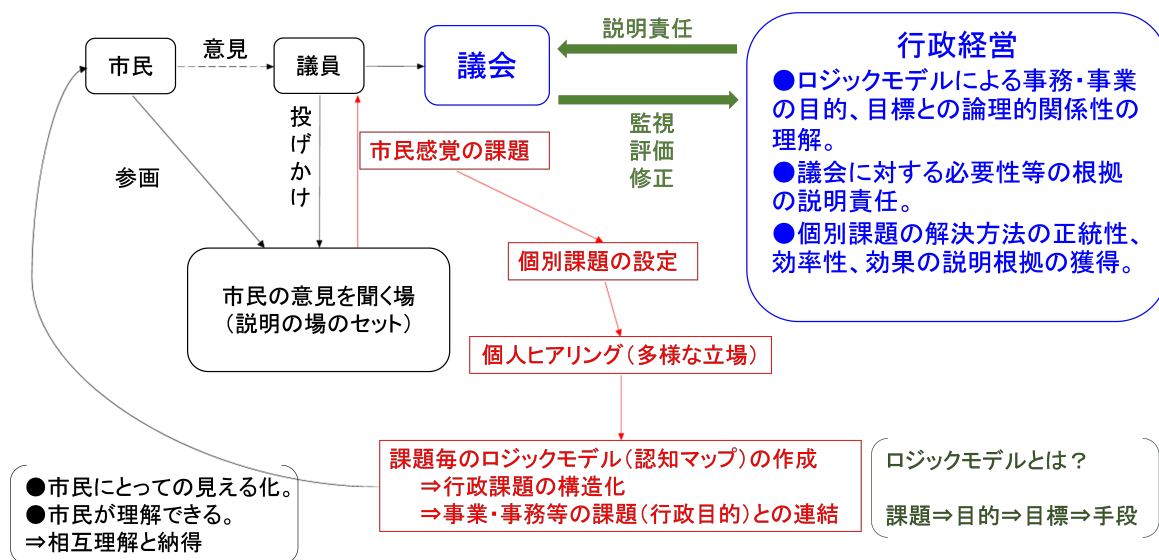 市民
意見
議員
議会
説明責任
監視
評価
修正
行政経営
●ロジックモデルによる事務・事業
の目的、目標との論理的関係性の
理解。
●議会に対する必要性等の根拠
の説明責任。
●個別課題の解決方法の正統性、
効率性、効果の説明根拠の獲得。
参画
投げかけ
市民感覚の課題
個別課題の設定
市民の意見を聞く場
（説明の場のセット）
個人ヒアリング（多様な立場）
課題毎のロジックモデル（認知マップ）の作成
⇒行政課題の構造化
⇒事業・事務等の課題（行政目的）との連結
●市民にとっての見える化。
●市民が理解できる。
⇒相互理解と納得
ロジックモデルとは？
課題⇒目的⇒目標⇒手段